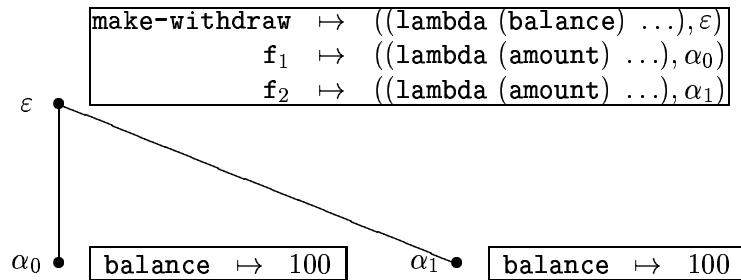 make-withdraw ↦ ((lambda (balance) ...), ε)
f₁ ↦ ((lambda (amount) ...), α₀)
f₂ ↦ ((lambda (amount) ...), α₁)
ε
α₀ balance ↦ 100 α₁ balance ↦ 100